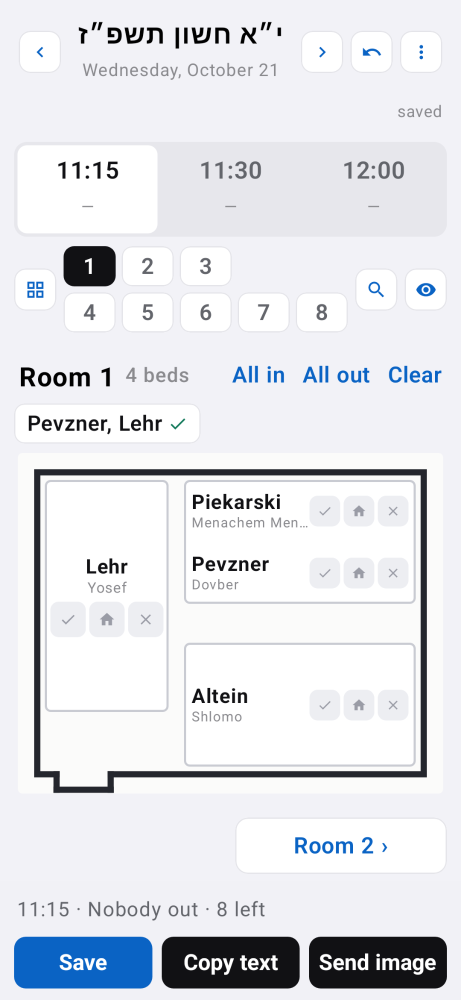 י״א חשון תשפ״ז
Wednesday, October 21
saved
11:15 11:30 12:00
– – –
1 2 3
4 5 6 7 8
Room 1 4 beds All in All out Clear
Pevzner, Lehr
Piekarski
Menachem Men…
Pevzner
Dovber
Lehr
Yosef
Altein
Shlomo
Room 2 ›
11:15 · Nobody out · 8 left
Save Copy text Send image